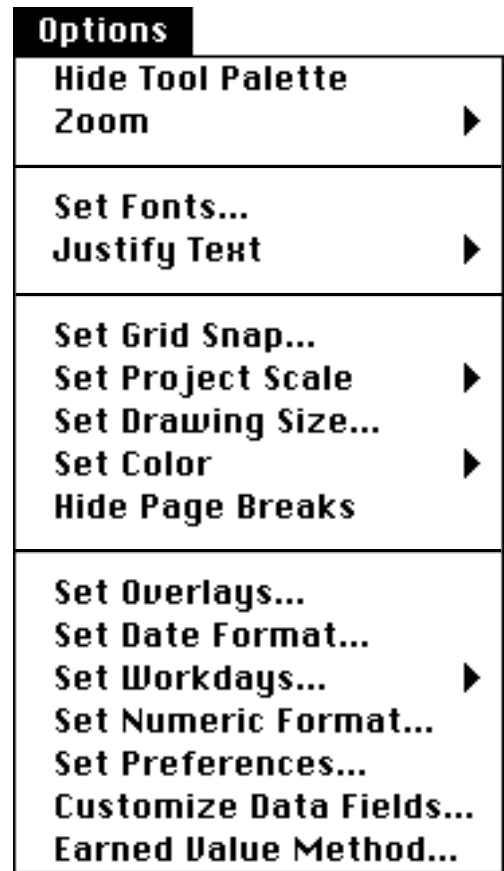 Options
Hide Tool Palette
Zoom
Set Fonts...
Justify Text
Set Grid Snap...
Set Project Scale
Set Drawing Size...
Set Color
Hide Page Breaks
Set Overlays...
Set Date Format...
Set Workdays...
Set Numeric Format...
Set Preferences...
Customize Data Fields...
Earned Value Method...